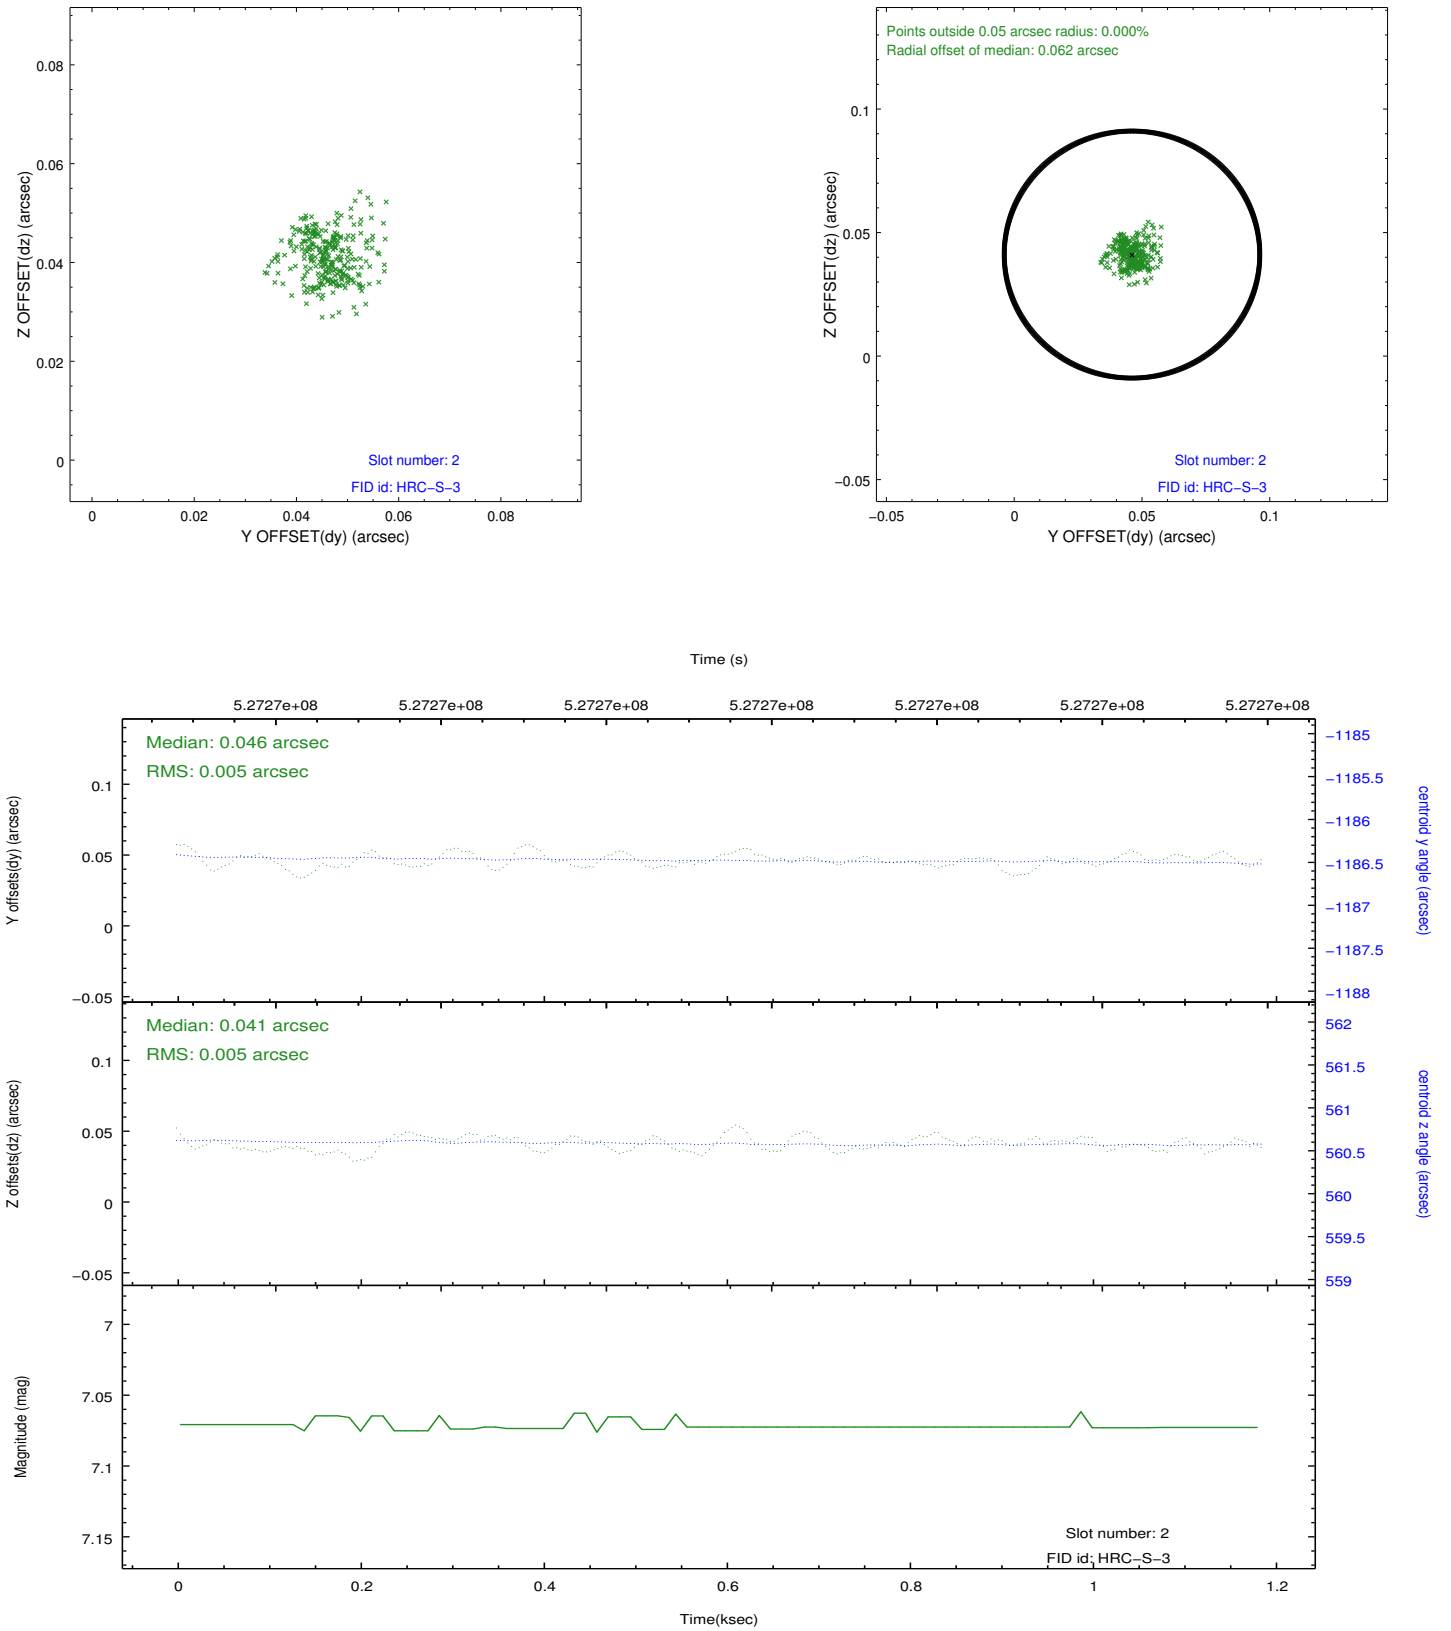 0.08
0.06
0.04
0.02
0
Z OFFSET(dz) (arcsec)
Slot number: 2
FID id: HRC−S−3
0 0.02 0.04 0.06 0.08
Y OFFSET(dy) (arcsec)
Points outside 0.05 arcsec radius: 0.000%
Radial offset of median: 0.062 arcsec
0.1
0.05
0
−0.05
Z OFFSET(dz) (arcsec)
Slot number: 2
FID id: HRC−S−3
−0.05 0 0.05 0.1
Y OFFSET(dy) (arcsec)
Time (s)
5.2727e+08 5.2727e+08 5.2727e+08 5.2727e+08 5.2727e+08 5.2727e+08 5.2727e+08
Median: 0.046 arcsec
RMS: 0.005 arcsec
0.1
0.05
0
−0.05
Y offsets(dy) (arcsec)
−1185
−1185.5
−1186
−1186.5
−1187
−1187.5
−1188
centroid y angle (arcsec)
Median: 0.041 arcsec
RMS: 0.005 arcsec
0.1
0.05
0
−0.05
Z offsets(dz) (arcsec)
562
561.5
561
560.5
560
559.5
559
centroid z angle (arcsec)
7
7.05
7.1
7.15
Magnitude (mag)
Slot number: 2
FID id: HRC−S−3
0 0.2 0.4 0.6 0.8 1 1.2
Time(ksec)